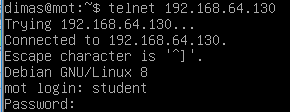 dimas@mot:~$ telnet 192.168.64.130
Trying 192.168.64.130...
Connected to 192.168.64.130.
Escape character is '^]'.
Debian GNU/Linux 8
mot login: student
Password: